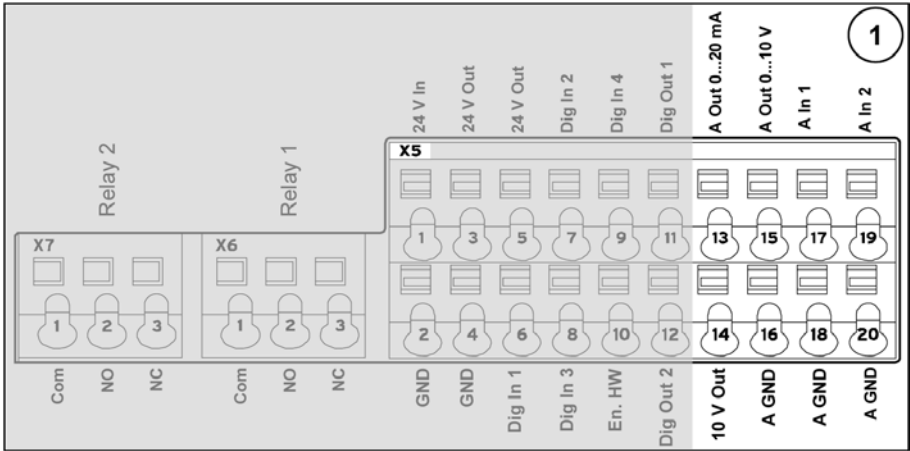 1
24 V In
24 V Out
24 V Out
Dig In 2
Dig In 4
Dig Out 1
A Out 0...20 mA
A Out 0...10 V
A In 1
A In 2
Relay 2
Relay 1
X5
1 3 5 7 9 11 13 15 17 19
X7
X6
1 2 3
1 2 3
2 4 6 8 10 12 14 16 18 20
Com
NO
NC
Com
NO
NC
GND
GND
Dig In 1
Dig In 3
En. HW
Dig Out 2
10 V Out
A GND
A GND
A GND